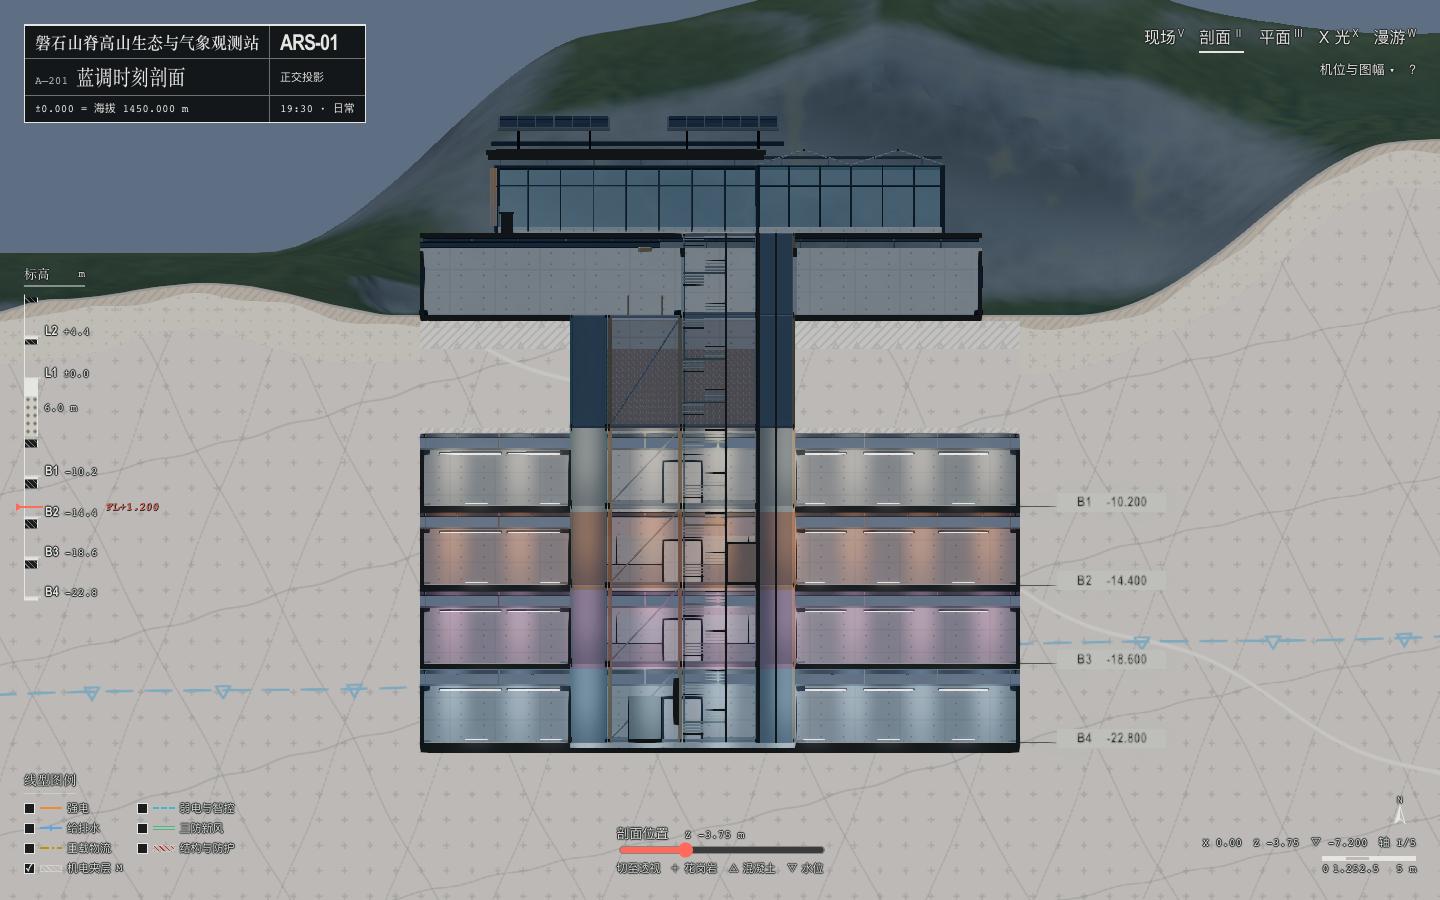 磐石山脊高山生态与气象观测站 ARS-01
A—201 蓝调时刻剖面 正交投影
±0.000 = 海拔 1450.000 m 19:30 · 日常
现场 V 剖面 II 平面 III X 光 X 漫游 W
机位与图幅 ▾ ?
标高 m
L2 +4.4
L1 ±0.0
6.0 m
B1 -10.2
B2 -14.4 FL+1.200
B3 -18.6
B4 -22.8
B1 -10.200
B2 -14.400
B3 -18.600
B4 -22.800
线型图例
强电 弱电与智控
给排水 三防新风
重载物流 结构与防护
机电夹层 M
剖面位置 Z -3.75 m
切至透视 + 花岗岩 △ 混凝土 ▽ 水位
N
X 0.00 Z -3.75 ▽ -7.200 轴 1/5
0 1.25 2.5 5 m